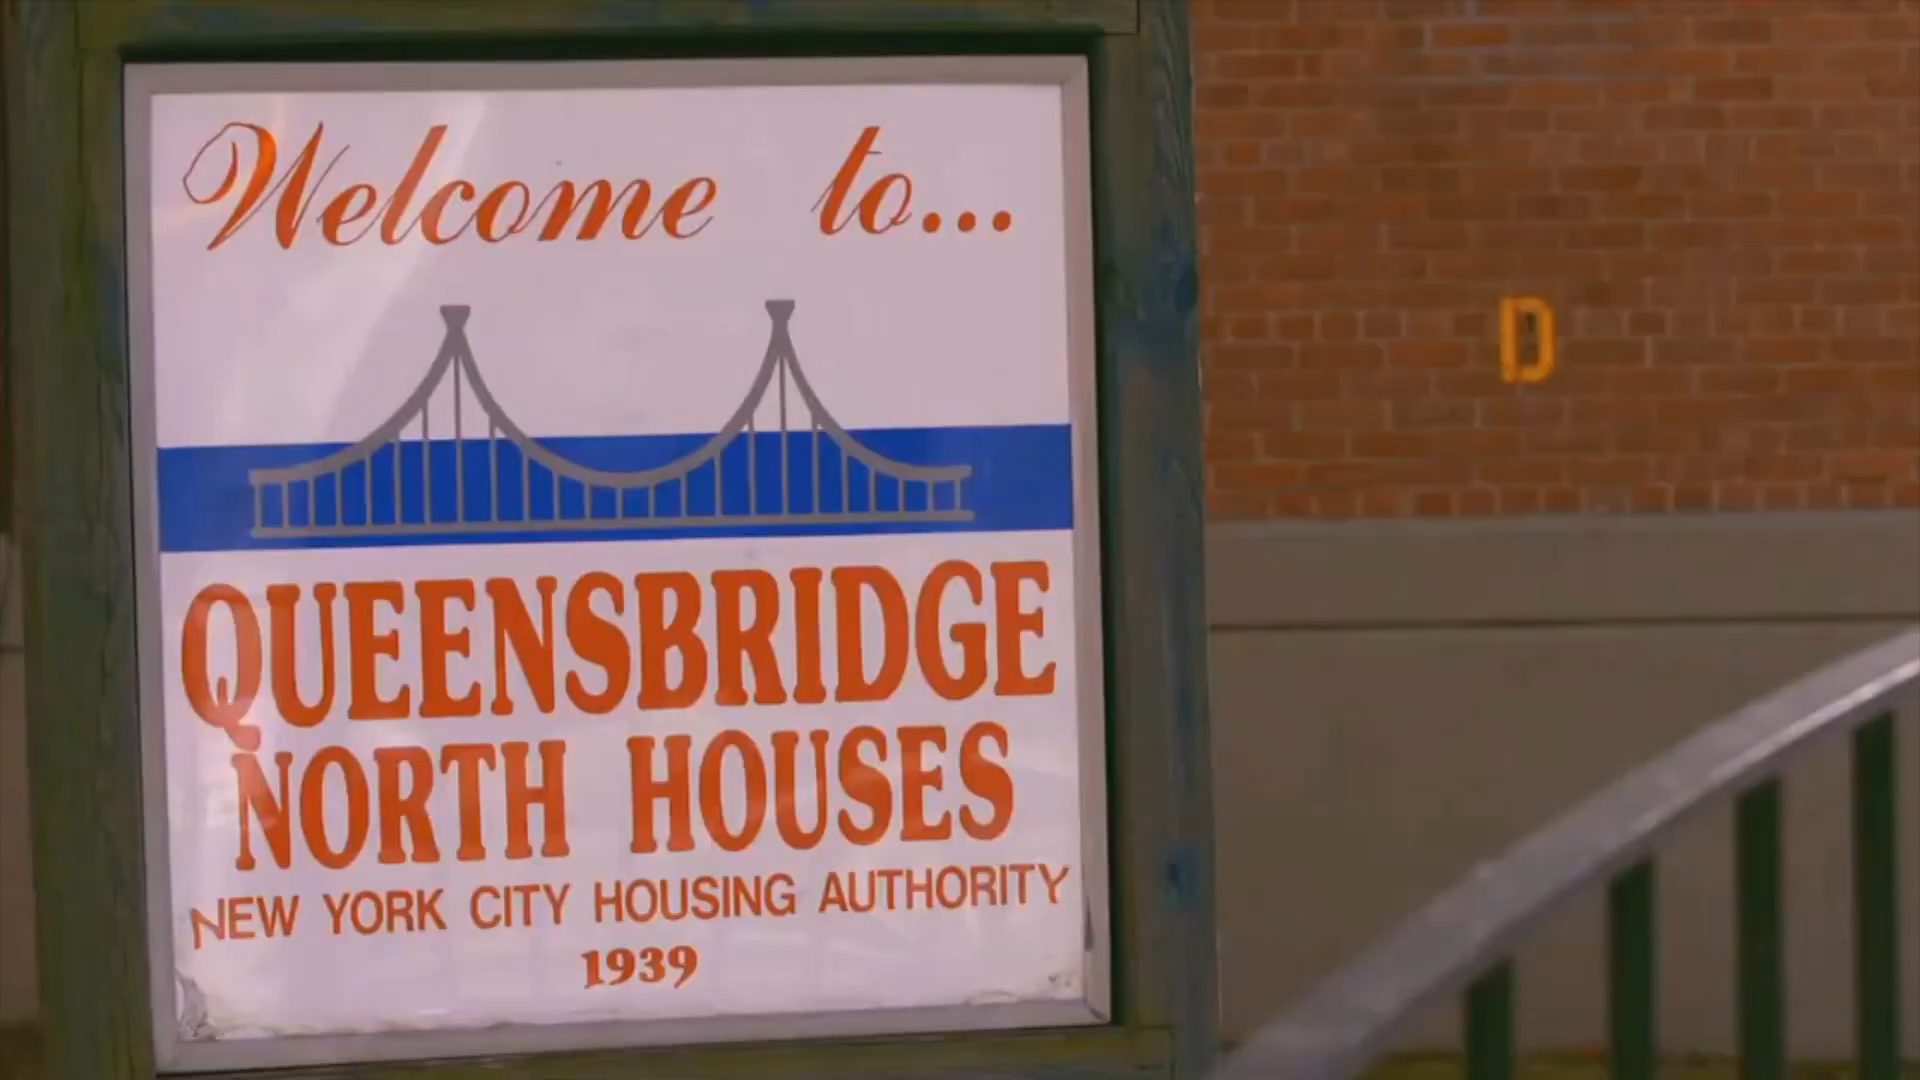 Welcome to...
QUEENSBRIDGE
NORTH HOUSES
NEW YORK CITY HOUSING AUTHORITY
1939
D